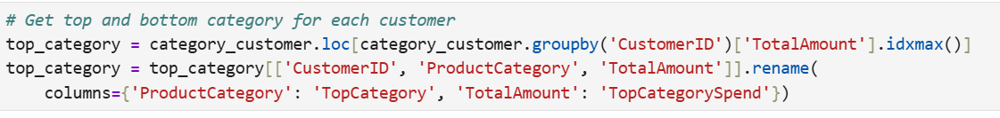 # Get top and bottom category for each customer
top_category = category_customer.loc[category_customer.groupby('CustomerID')['TotalAmount'].idxmax()]
top_category = top_category[['CustomerID', 'ProductCategory', 'TotalAmount']].rename(
    columns={'ProductCategory': 'TopCategory', 'TotalAmount': 'TopCategorySpend'})